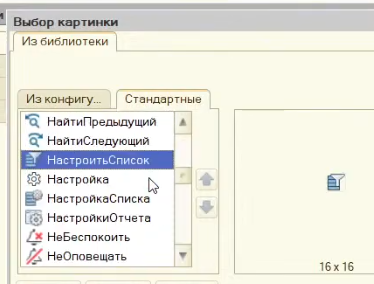 Выбор картинки
Из библиотеки
Из конфигу...
Стандартные
НайтиПредыдущий
НайтиСледующий
НастроитьСписок
Настройка
НастройкаСписка
НастройкиОтчета
НеБеспокоить
НеОповещать
16 x 16